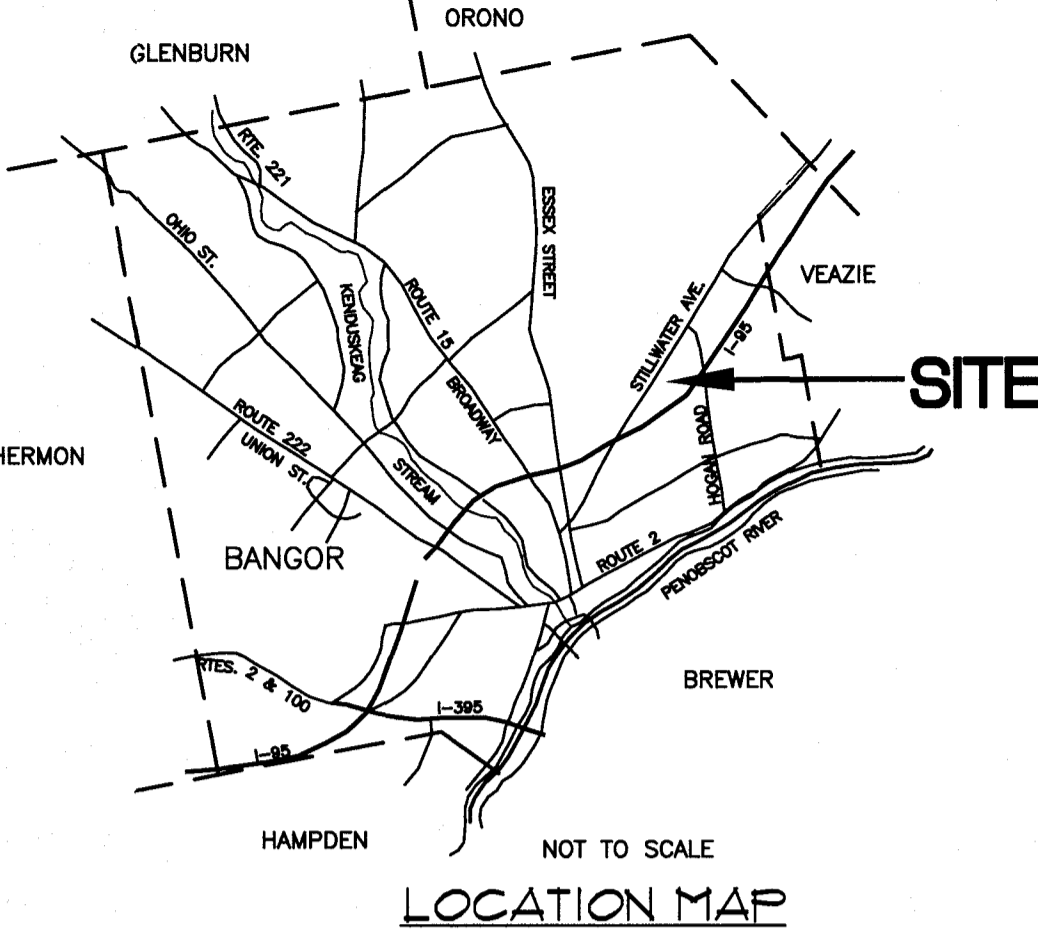 ORONO
GLENBURN
RTE. 221
OHIO ST.
ESSEX STREET
KENDUSKEAG
ROUTE 15
BROADWAY
STILLWATER AVE.
VEAZIE
I-95
SITE
ROUTE 222
UNION ST.
HERMON
STREAM
HOGAN ROAD
BANGOR
ROUTE 2
PENOBSCOT RIVER
RTES. 2 & 100
BREWER
I-395
I-95
HAMPDEN
NOT TO SCALE
LOCATION MAP